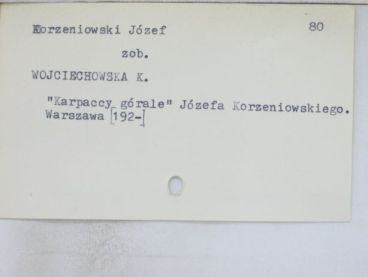 Korzeniowski Józef 80
zob.
WOJCIECHOWSKA K.
"Karpaccy górale" Józefa Korzeniowskiego.
Warszawa [192-]